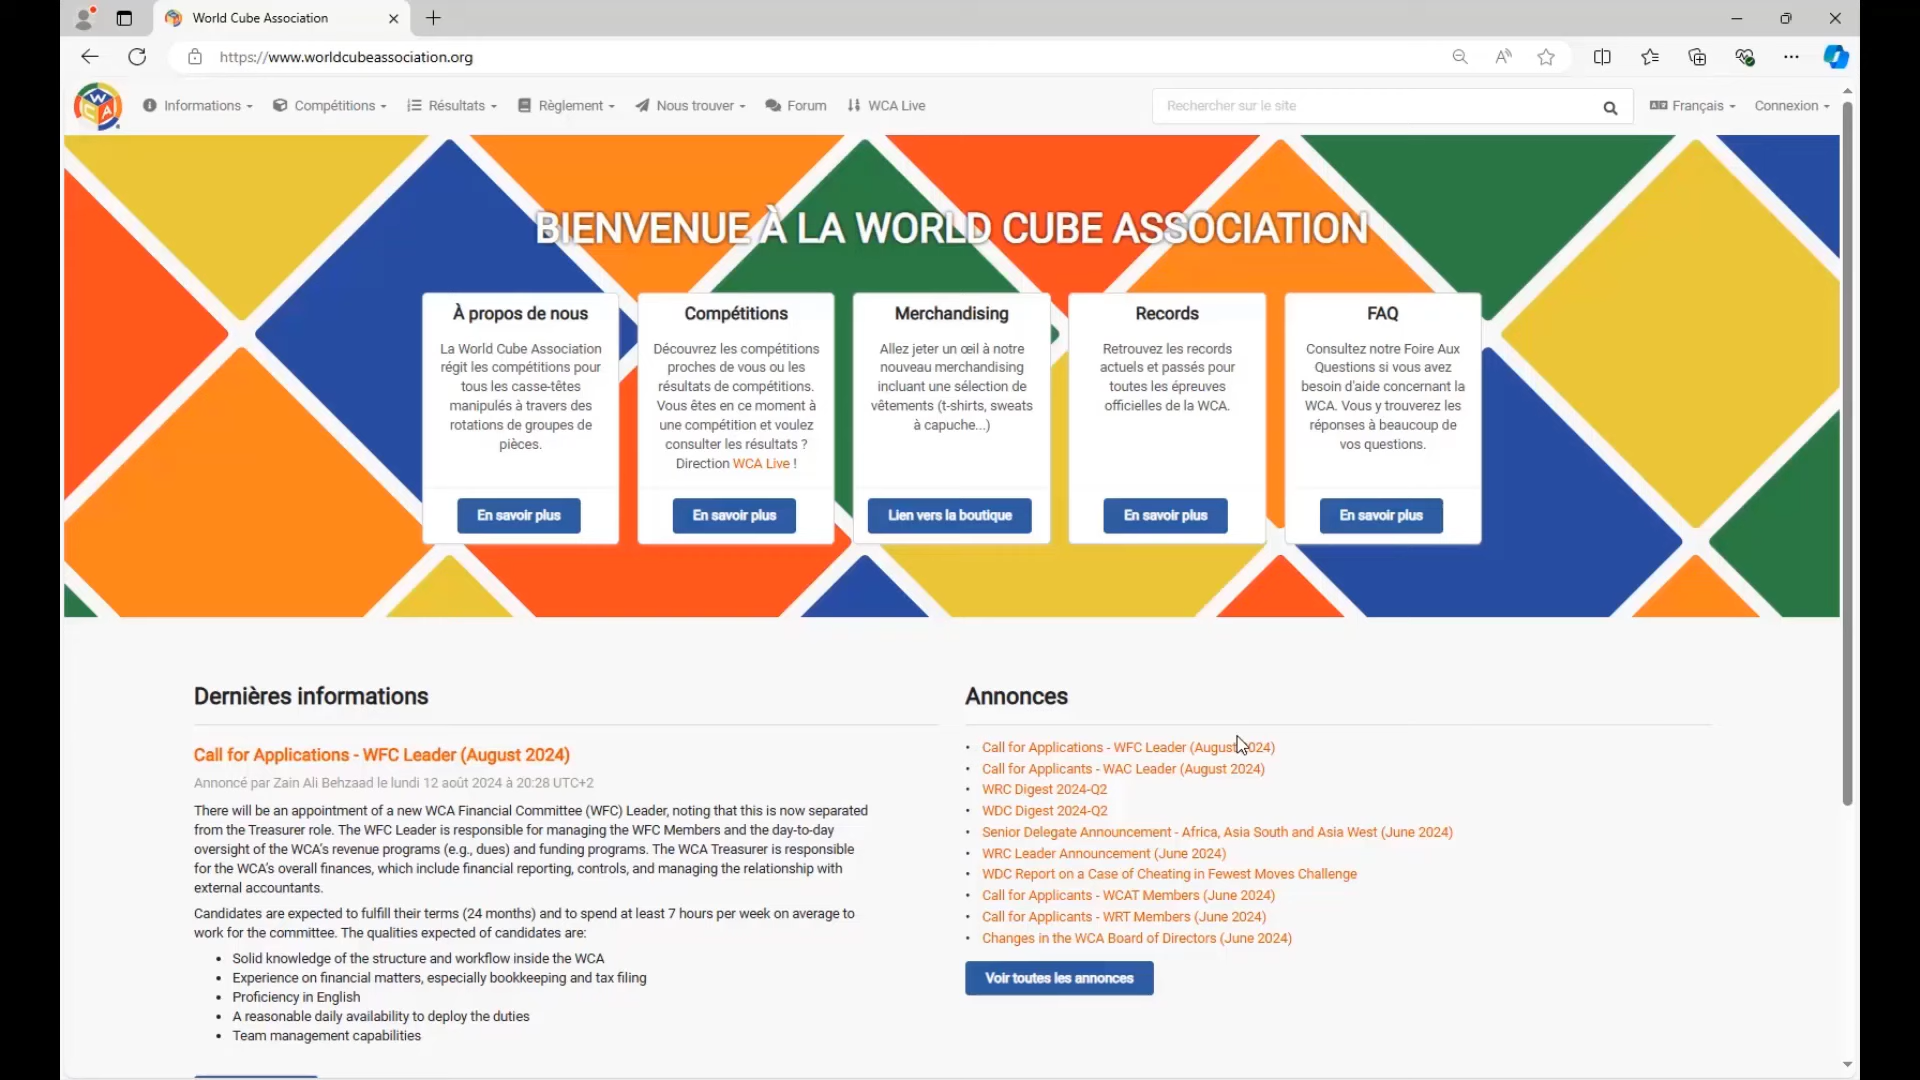 World Cube Association
https://www.worldcubeassociation.org
Informations
Compétitions
Résultats
Règlement
Nous trouver
Forum
WCA Live
Rechercher sur le site
Français
Connexion
BIENVENUE À LA WORLD CUBE ASSOCIATION
À propos de nous
La World Cube Association
régit les compétitions pour
tous les casse-têtes
manipulés à travers des
rotations de groupes de
pièces.
En savoir plus
Compétitions
Découvrez les compétitions
proches de vous ou les
résultats de compétitions.
Vous êtes en ce moment à
une compétition et voulez
consulter les résultats ?
Direction WCA Live !
En savoir plus
Merchandising
Allez jeter un œil à notre
nouveau merchandising
incluant une sélection de
vêtements (t-shirts, sweats
à capuche...)
Lien vers la boutique
Records
Retrouvez les records
actuels et passés pour
toutes les épreuves
officielles de la WCA.
En savoir plus
FAQ
Consultez notre Foire Aux
Questions si vous avez
besoin d'aide concernant la
WCA. Vous y trouverez les
réponses à beaucoup de
vos questions.
En savoir plus
Dernières informations
Call for Applications - WFC Leader (August 2024)
Annoncé par Zain Ali Behzaad le lundi 12 août 2024 à 20:28 UTC+2
There will be an appointment of a new WCA Financial Committee (WFC) Leader, noting that this is now separated
from the Treasurer role. The WFC Leader is responsible for managing the WFC Members and the day-to-day
oversight of the WCA's revenue programs (e.g., dues) and funding programs. The WCA Treasurer is responsible
for the WCA's overall finances, which include financial reporting, controls, and managing the relationship with
external accountants.
Candidates are expected to fulfill their terms (24 months) and to spend at least 7 hours per week on average to
work for the committee. The qualities expected of candidates are:
• Solid knowledge of the structure and workflow inside the WCA
• Experience on financial matters, especially bookkeeping and tax filing
• Proficiency in English
• A reasonable daily availability to deploy the duties
• Team management capabilities
Annonces
• Call for Applications - WFC Leader (August 2024)
• Call for Applicants - WAC Leader (August 2024)
• WRC Digest 2024-Q2
• WDC Digest 2024-Q2
• Senior Delegate Announcement - Africa, Asia South and Asia West (June 2024)
• WRC Leader Announcement (June 2024)
• WDC Report on a Case of Cheating in Fewest Moves Challenge
• Call for Applicants - WCAT Members (June 2024)
• Call for Applicants - WRT Members (June 2024)
• Changes in the WCA Board of Directors (June 2024)
Voir toutes les annonces